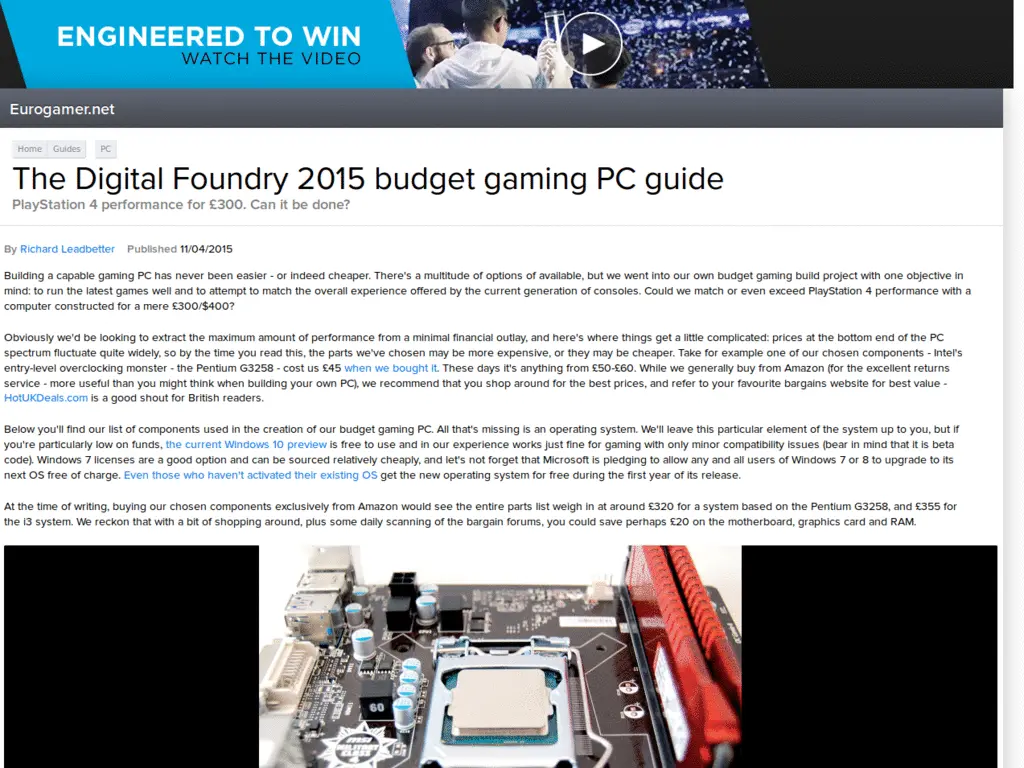 ENGINEERED TO WIN
WATCH THE VIDEO
Eurogamer.net
Home Guides PC
The Digital Foundry 2015 budget gaming PC guide
PlayStation 4 performance for £300. Can it be done?
By Richard Leadbetter Published 11/04/2015
Building a capable gaming PC has never been easier - or indeed cheaper. There's a multitude of options of available, but we went into our own budget gaming build project with one objective in
mind: to run the latest games well and to attempt to match the overall experience offered by the current generation of consoles. Could we match or even exceed PlayStation 4 performance with a
computer constructed for a mere £300/$400?
Obviously we'd be looking to extract the maximum amount of performance from a minimal financial outlay, and here's where things get a little complicated: prices at the bottom end of the PC
spectrum fluctuate quite widely, so by the time you read this, the parts we've chosen may be more expensive, or they may be cheaper. Take for example one of our chosen components - Intel's
entry-level overclocking monster - the Pentium G3258 - cost us £45 when we bought it. These days it's anything from £50-£60. While we generally buy from Amazon (for the excellent returns
service - more useful than you might think when building your own PC), we recommend that you shop around for the best prices, and refer to your favourite bargains website for best value -
HotUKDeals.com is a good shout for British readers.
Below you'll find our list of components used in the creation of our budget gaming PC. All that's missing is an operating system. We'll leave this particular element of the system up to you, but if
you're particularly low on funds, the current Windows 10 preview is free to use and in our experience works just fine for gaming with only minor compatibility issues (bear in mind that it is beta
code). Windows 7 licenses are a good option and can be sourced relatively cheaply, and let's not forget that Microsoft is pledging to allow any and all users of Windows 7 or 8 to upgrade to its
next OS free of charge. Even those who haven't activated their existing OS get the new operating system for free during the first year of its release.
At the time of writing, buying our chosen components exclusively from Amazon would see the entire parts list weigh in at around £320 for a system based on the Pentium G3258, and £355 for
the i3 system. We reckon that with a bit of shopping around, plus some daily scanning of the bargain forums, you could save perhaps £20 on the motherboard, graphics card and RAM.
60
MILITARY
CLASS